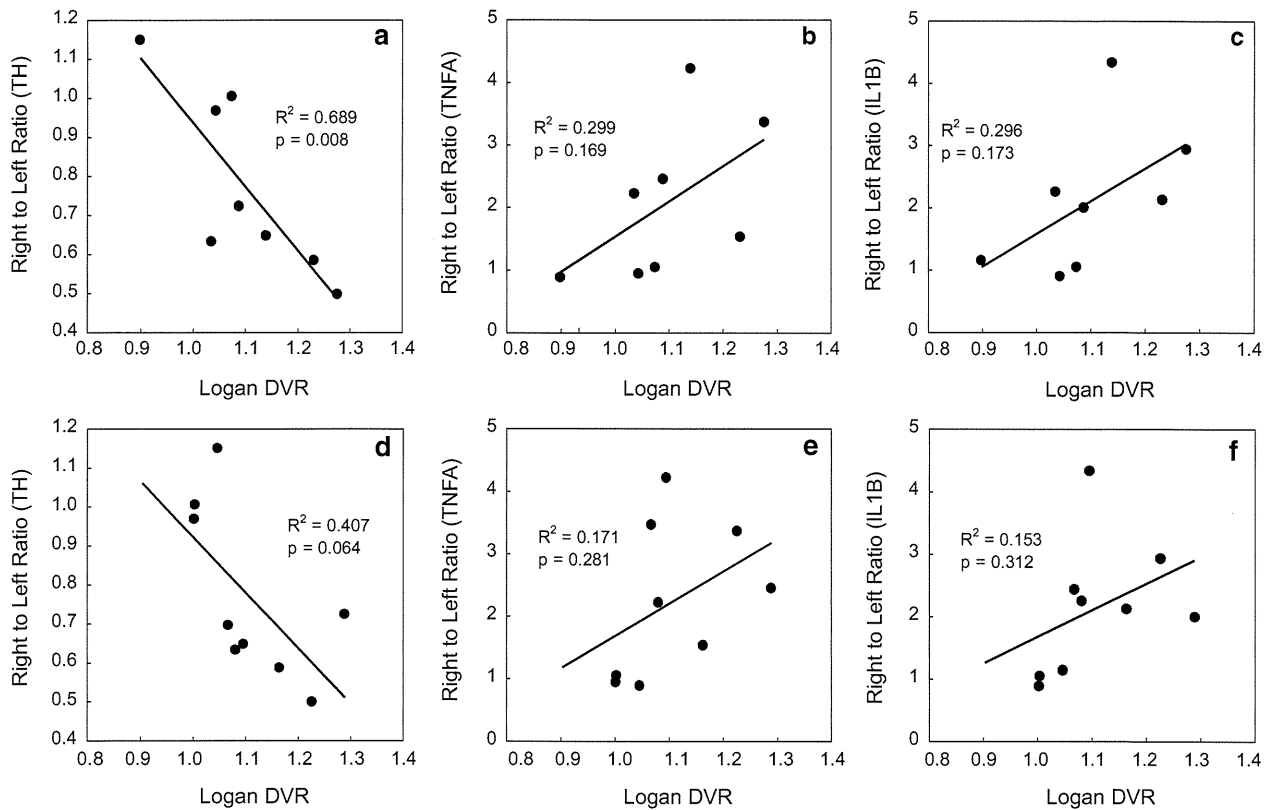 a
Right to Left Ratio (TH)
1.2
1.1
1.0
0.9
0.8
0.7
0.6
0.5
0.4
R² = 0.689
p = 0.008
0.8 0.9 1.0 1.1 1.2 1.3 1.4
Logan DVR
b
Right to Left Ratio (TNFA)
5
4
3
2
1
0
R² = 0.299
p = 0.169
0.8 0.9 1.0 1.1 1.2 1.3 1.4
Logan DVR
c
Right to Left Ratio (IL1B)
5
4
3
2
1
0
R² = 0.296
p = 0.173
0.8 0.9 1.0 1.1 1.2 1.3 1.4
Logan DVR
d
Right to Left Ratio (TH)
1.2
1.1
1.0
0.9
0.8
0.7
0.6
0.5
0.4
R² = 0.407
p = 0.064
0.8 0.9 1.0 1.1 1.2 1.3 1.4
Logan DVR
e
Right to Left Ratio (TNFA)
5
4
3
2
1
0
R² = 0.171
p = 0.281
0.8 0.9 1.0 1.1 1.2 1.3 1.4
Logan DVR
f
Right to Left Ratio (IL1B)
5
4
3
2
1
0
R² = 0.153
p = 0.312
0.8 0.9 1.0 1.1 1.2 1.3 1.4
Logan DVR